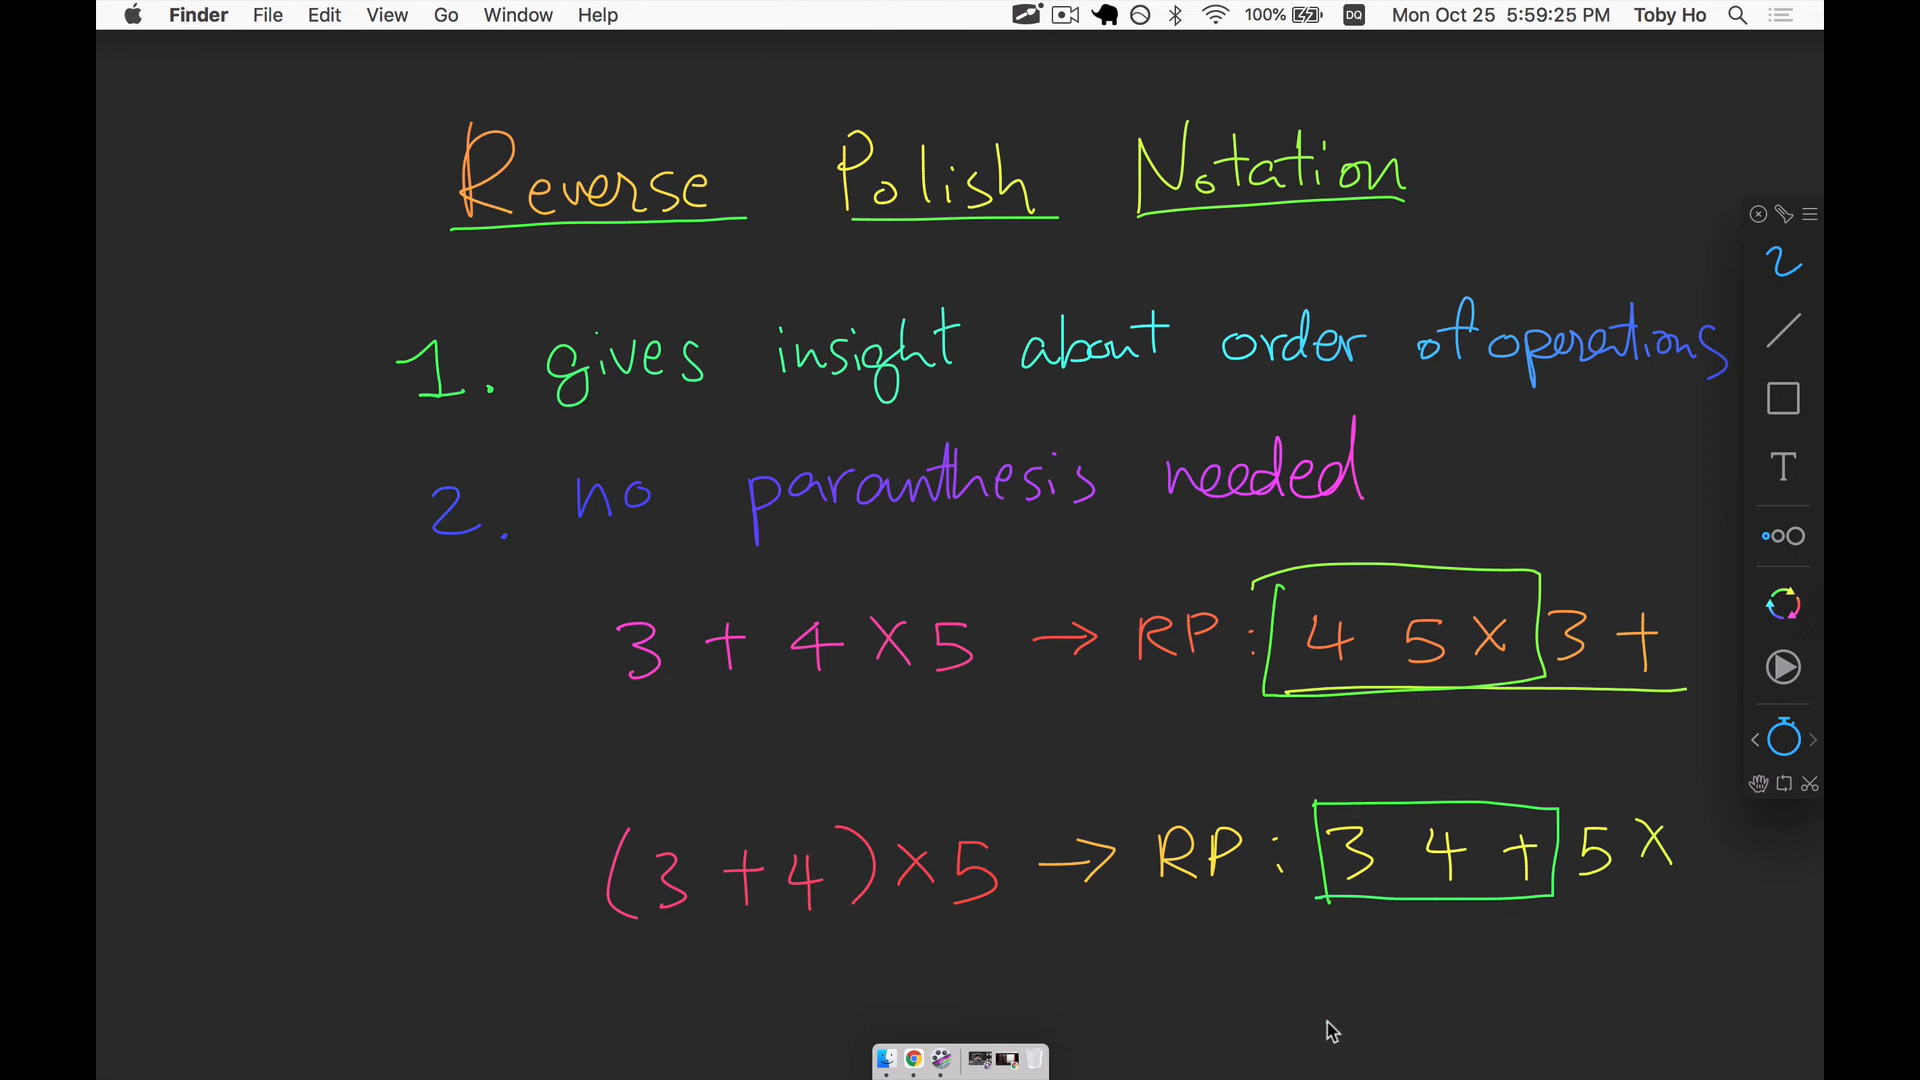 Finder File Edit View Go Window Help 100% DQ Mon Oct 25 5:59:25 PM Toby Ho
Reverse Polish Notation
1. gives insight about order of operations
2. no paranthesis needed
3 + 4 × 5 → RP: 4 5 × 3 +
(3 + 4) × 5 → RP: 3 4 + 5 ×
T